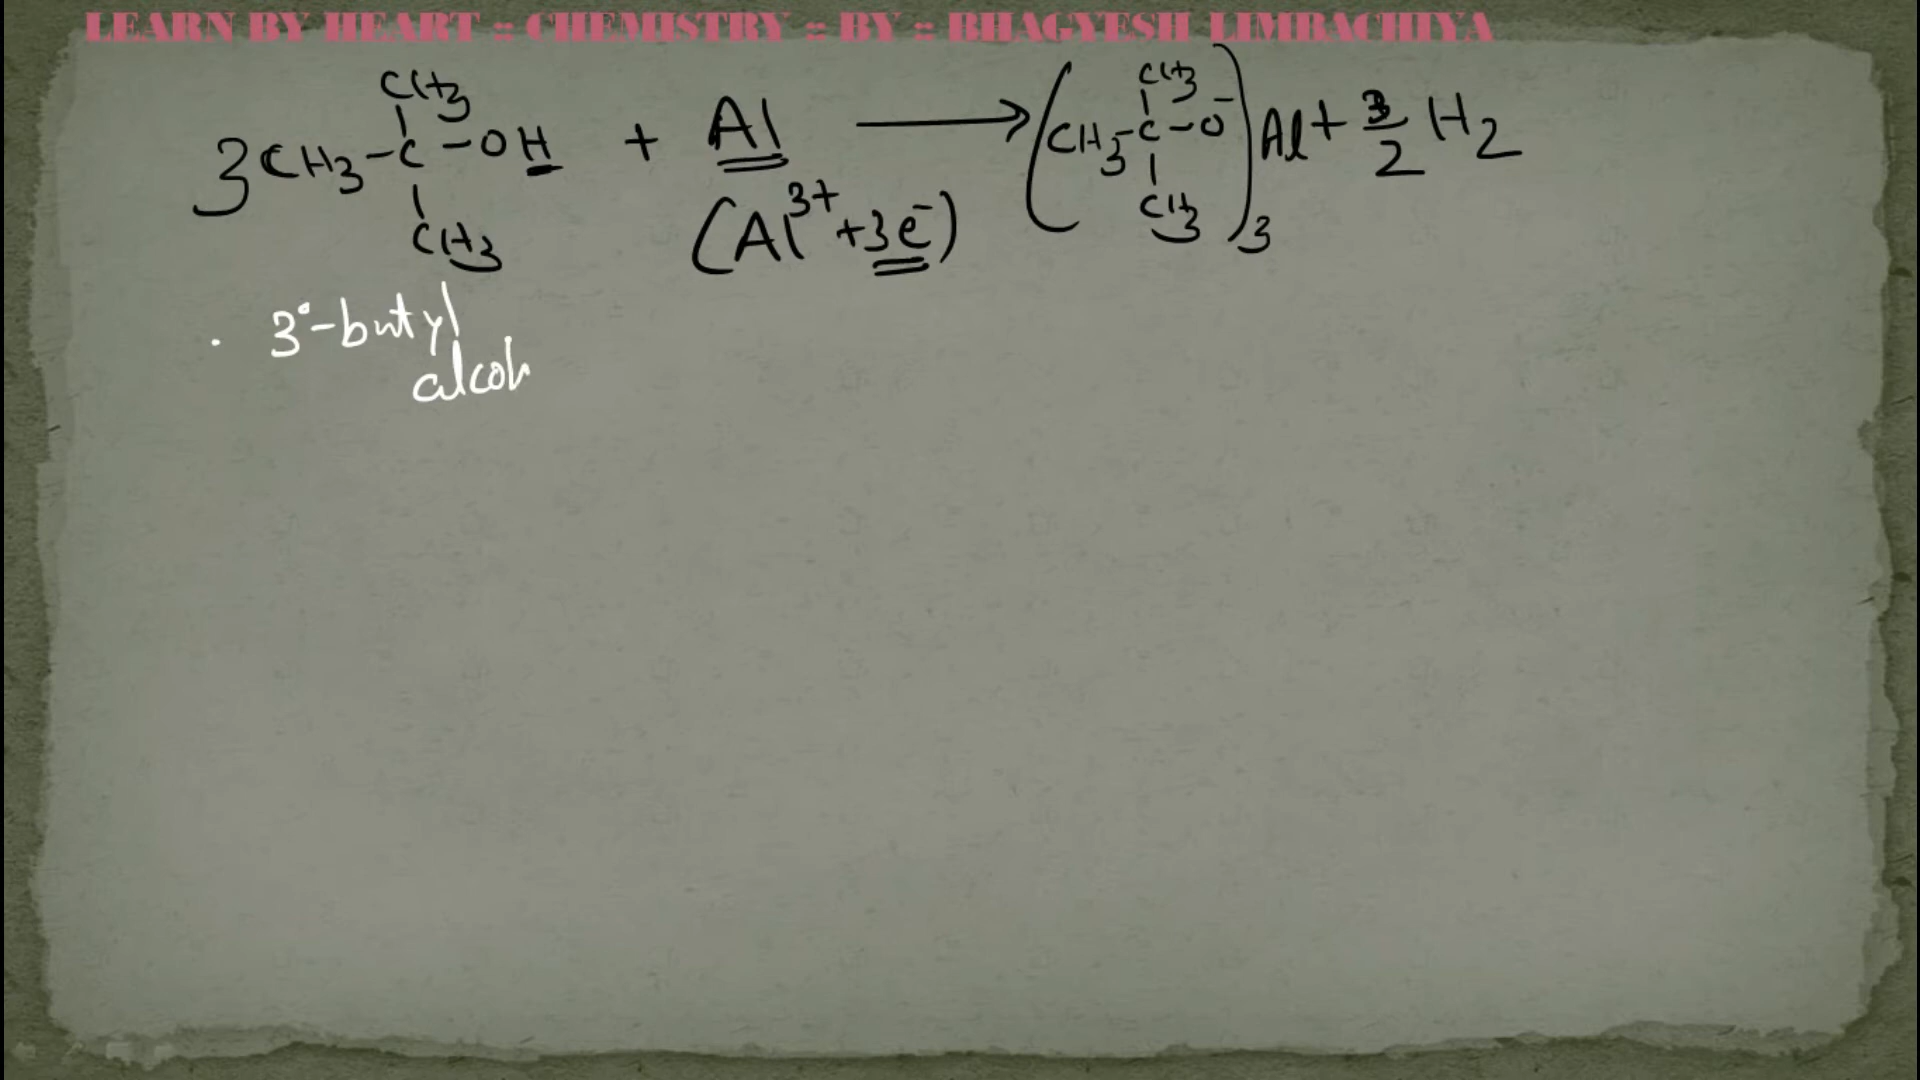 LEARN BY HEART :: CHEMISTRY :: BY :: BHAGYESH LIMBACHIYA
CH3 CH3
3CH3-C-OH + Al → (CH3-C-O⁻)3 Al + 3/2 H2
CH3 CH3
(Al³⁺+3e⁻)
3°-butyl
alcoh